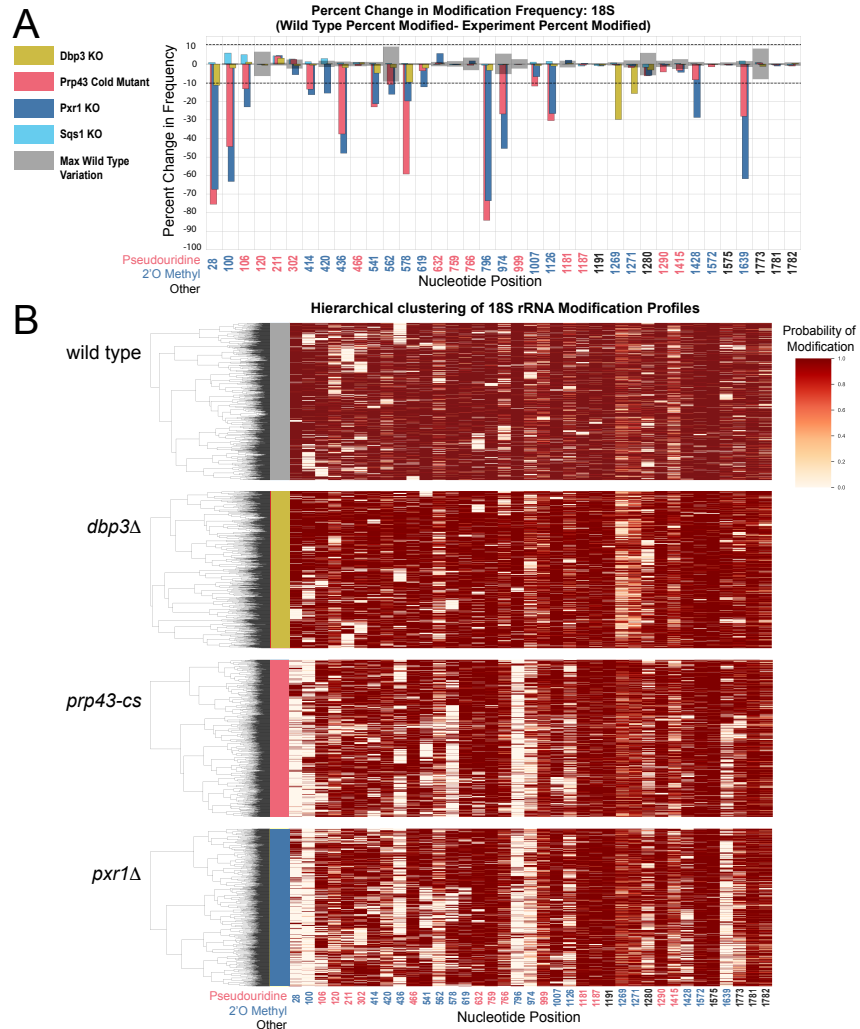 A
Percent Change in Modification Frequency: 18S
(Wild Type Percent Modified- Experiment Percent Modified)
Dbp3 KO
Prp43 Cold Mutant
Pxr1 KO
Sqs1 KO
Max Wild Type
Variation
Percent Change in Frequency
10
0
-10
-20
-30
-40
-50
-60
-70
-80
-90
-100
28 100 106 120 211 302 414 420 436 466 541 562 578 619 632 759 766 796 974 999 1007 1126 1181 1187 1191 1269 1271 1280 1290 1415 1428 1572 1575 1639 1773 1781 1782
Pseudouridine
2'O Methyl
Other
Nucleotide Position
B
Hierarchical clustering of 18S rRNA Modification Profiles
wild type
dbp3Δ
prp43-cs
pxr1Δ
Probability of
Modification
1.0
0.8
0.6
0.4
0.2
0.0
28 100 106 120 211 302 414 420 436 466 541 562 578 619 632 759 766 796 974 999 1007 1126 1181 1187 1191 1269 1271 1280 1290 1415 1428 1572 1575 1639 1773 1781 1782
Pseudouridine
2'O Methyl
Other
Nucleotide Position